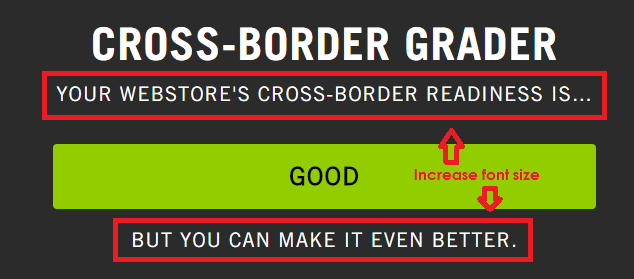 CROSS-BORDER GRADER
YOUR WEBSTORE'S CROSS-BORDER READINESS IS...
GOOD
Increase font size
BUT YOU CAN MAKE IT EVEN BETTER.